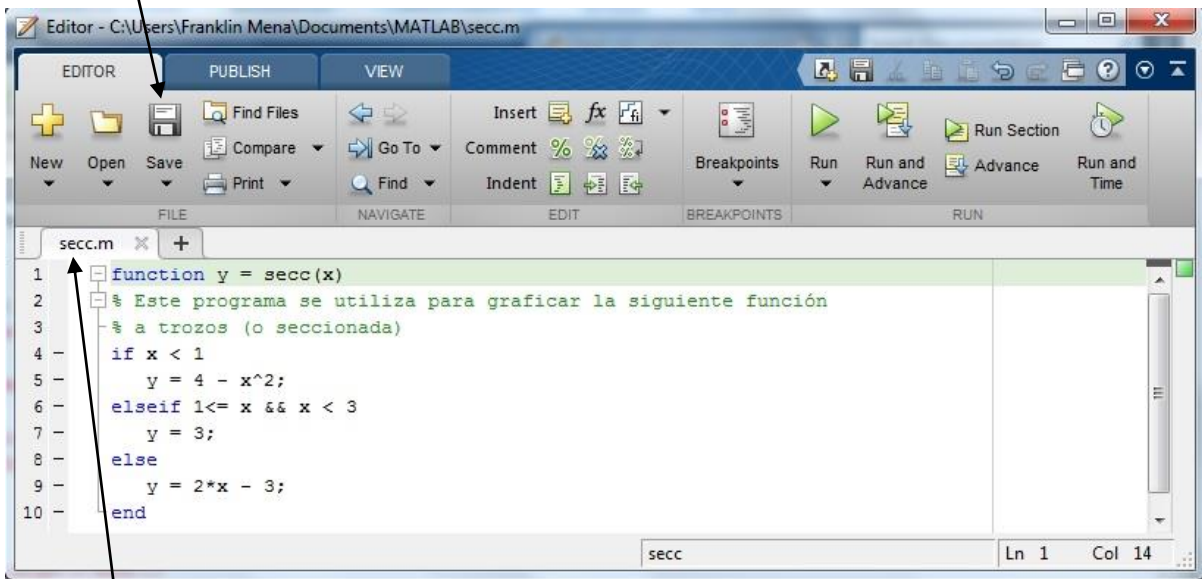 Editor - C:\Users\Franklin Mena\Documents\MATLAB\secc.m
EDITOR PUBLISH VIEW
New Open Save Find Files Compare Print
Go To Find
Insert fx fi
Comment % % %
Indent
Breakpoints
Run Run and Advance Run Section Advance Run and Time
FILE NAVIGATE EDIT BREAKPOINTS RUN
secc.m +
1 function y = secc(x)
2 % Este programa se utiliza para graficar la siguiente función
3 % a trozos (o seccionada)
4 – if x < 1
5 – y = 4 - x^2;
6 – elseif 1<= x && x < 3
7 – y = 3;
8 – else
9 – y = 2*x - 3;
10 – end
secc Ln 1 Col 14